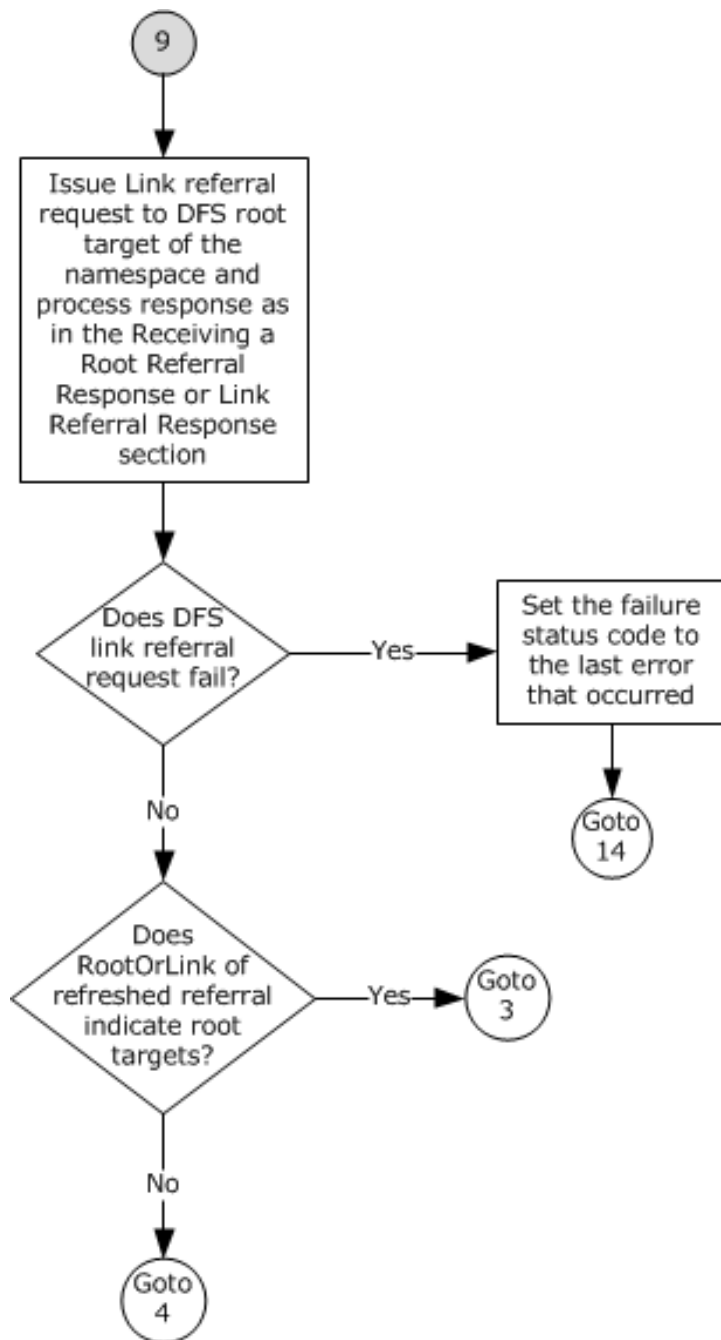 9
Issue Link referral
request to DFS root
target of the
namespace and
process response as
in the Receiving a
Root Referral
Response or Link
Referral Response
section
Does DFS
link referral
request fail?
Yes
Set the failure
status code to
the last error
that occurred
No
Goto
14
Does
RootOrLink of
refreshed referral
indicate root
targets?
Yes
Goto
3
No
Goto
4